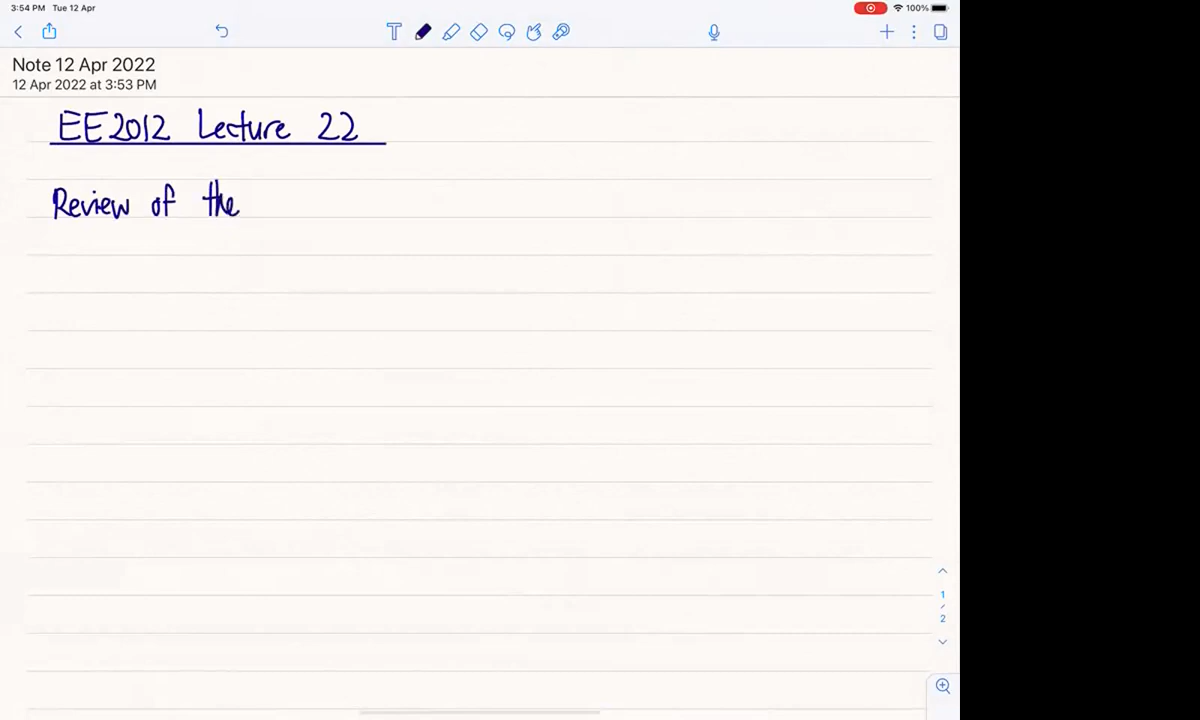 3:54 PM Tue 12 Apr
100%
Note 12 Apr 2022
12 Apr 2022 at 3:53 PM
EE2012 Lecture 22
Review of the
1
2